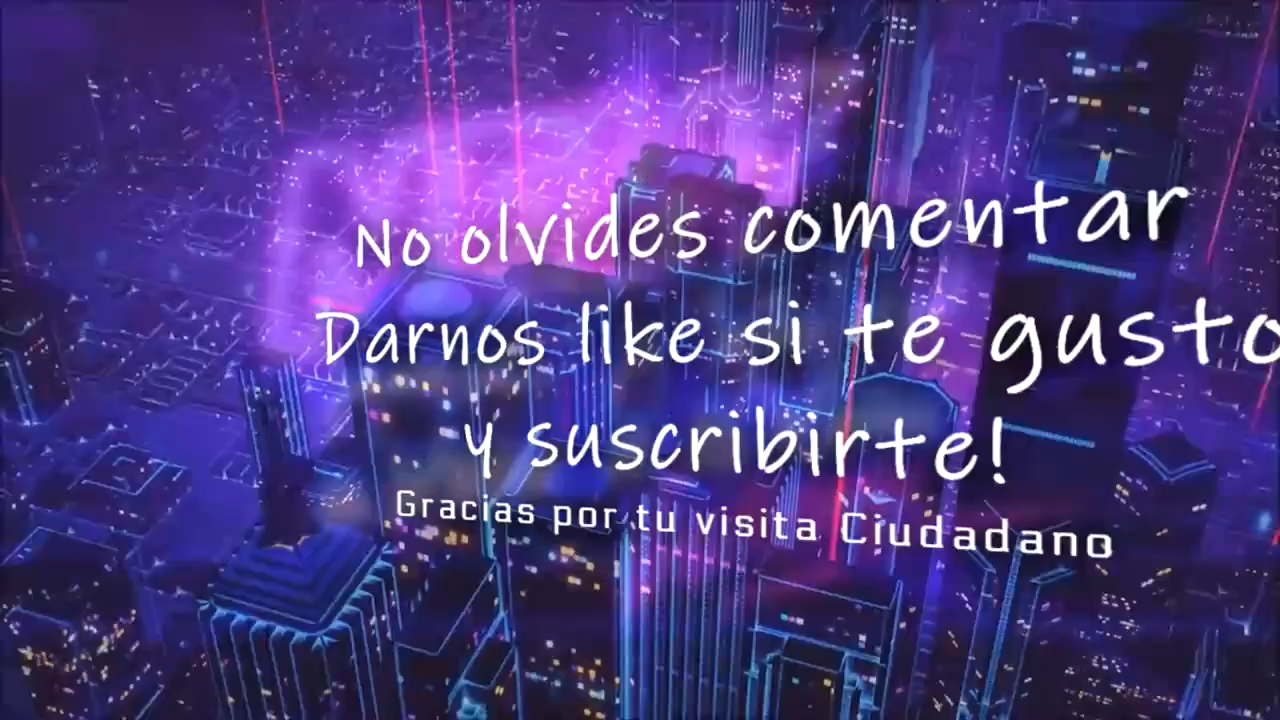 No olvides comentar
Darnos like si te gusto
y suscribirte!
Gracias por tu visita Ciudadano